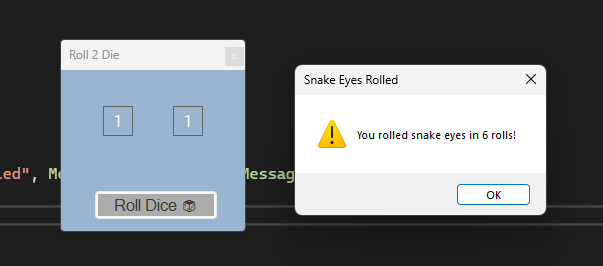 Roll 2 Die
x
1 1
Roll Dice 🎲
Snake Eyes Rolled
You rolled snake eyes in 6 rolls!
OK
led", M
Messag